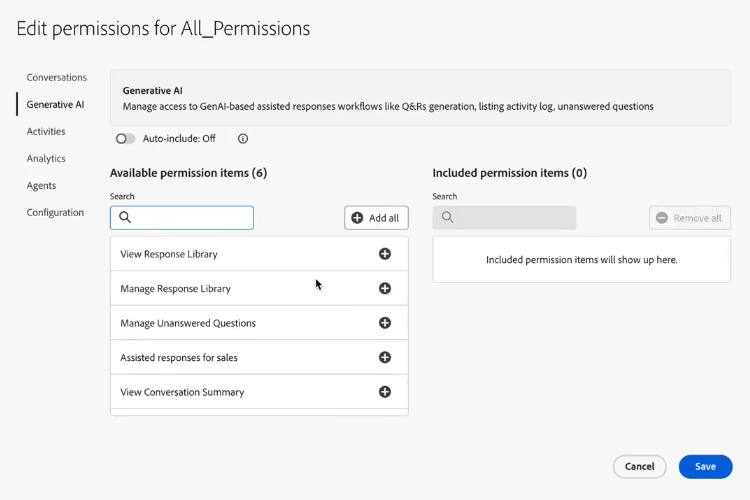 Edit permissions for All_Permissions
Conversations
Generative AI
Activities
Analytics
Agents
Configuration
Generative AI
Manage access to GenAI-based assisted responses workflows like Q&Rs generation, listing activity log, unanswered questions
Auto-include: Off
Available permission items (6)
Search
Add all
View Response Library
Manage Response Library
Manage Unanswered Questions
Assisted responses for sales
View Conversation Summary
Included permission items (0)
Search
Remove all
Included permission items will show up here.
Cancel
Save